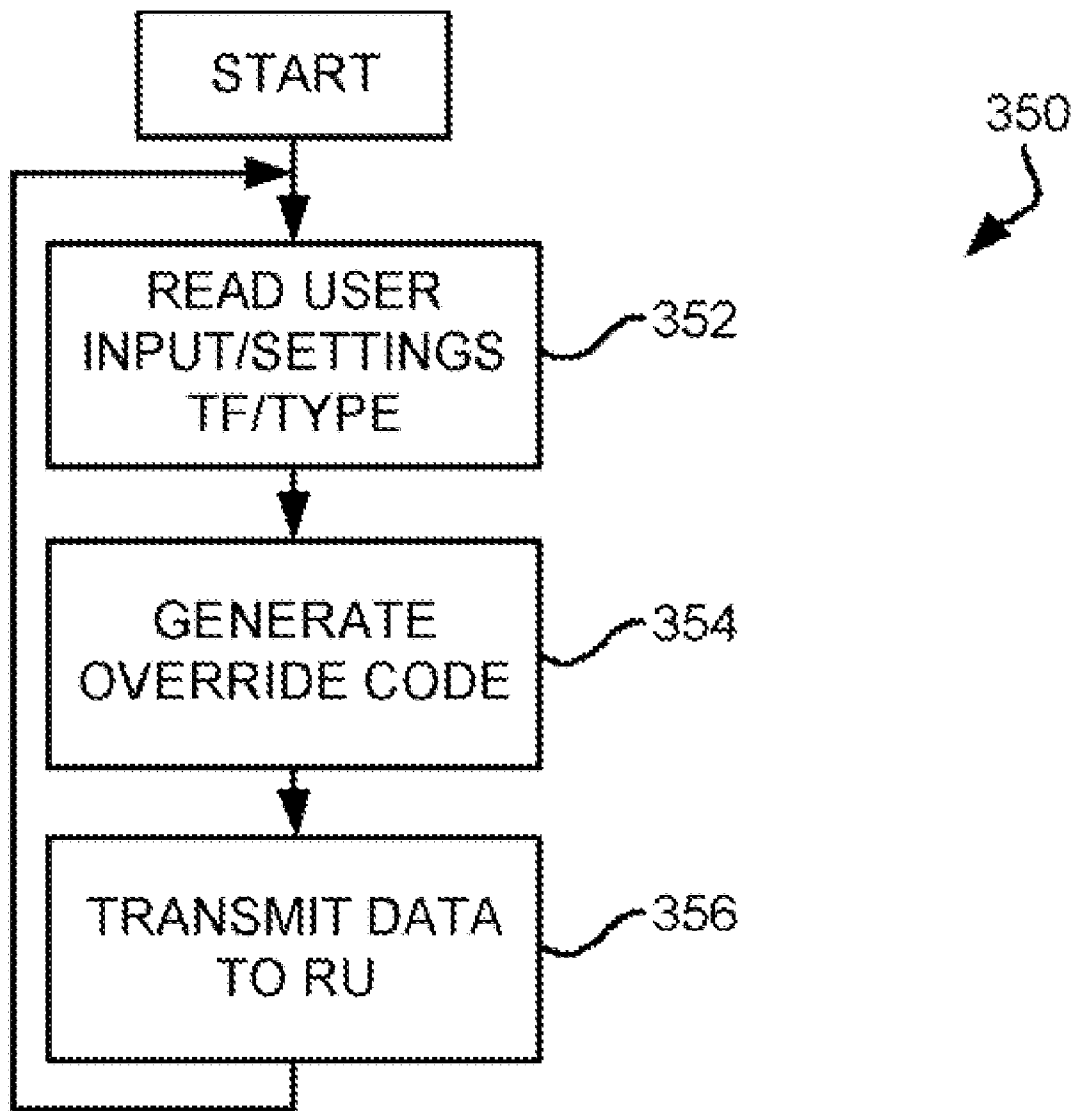 START
350
READ USER
INPUT/SETTINGS
TF/TYPE
352
GENERATE
OVERRIDE CODE
354
TRANSMIT DATA
TO RU
356